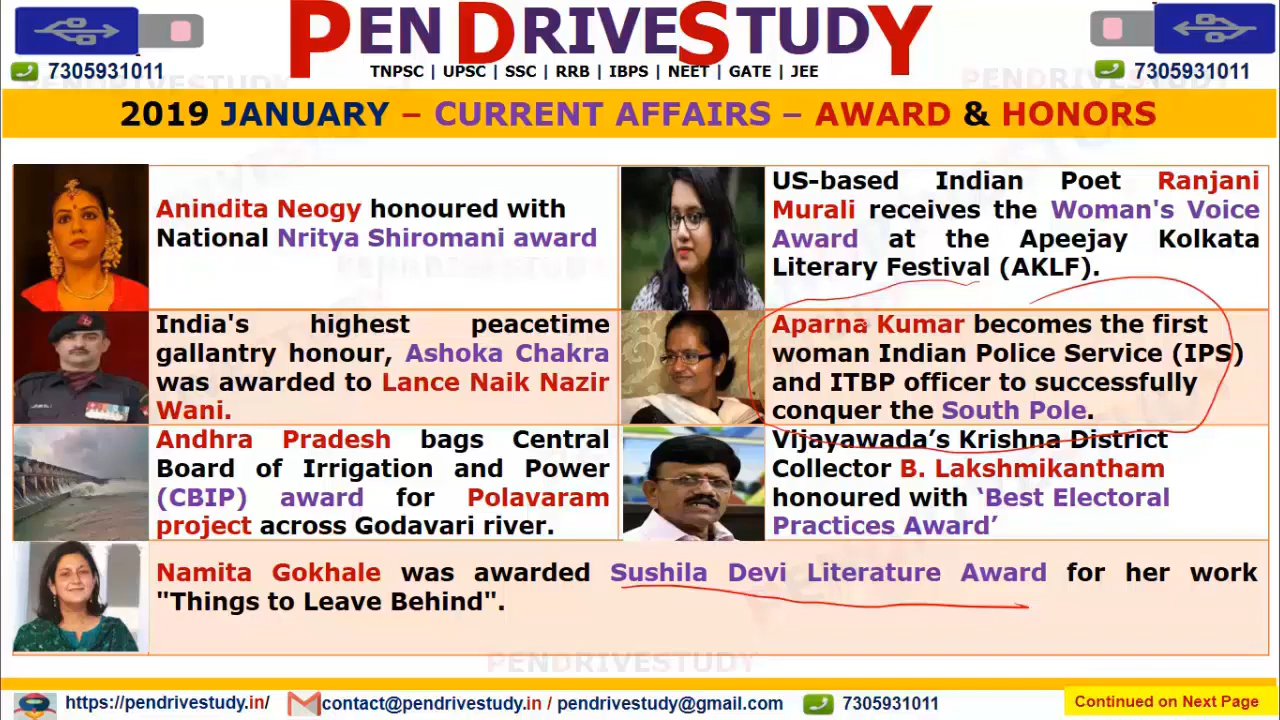 PENDRIVESTUDY
TNPSC | UPSC | SSC | RRB | IBPS | NEET | GATE | JEE
7305931011
7305931011
2019 JANUARY – CURRENT AFFAIRS – AWARD & HONORS
Anindita Neogy honoured with
National Nritya Shiromani award
US-based Indian Poet Ranjani
Murali receives the Woman's Voice
Award at the Apeejay Kolkata
Literary Festival (AKLF).
India's highest peacetime
gallantry honour, Ashoka Chakra
was awarded to Lance Naik Nazir
Wani.
Aparna Kumar becomes the first
woman Indian Police Service (IPS)
and ITBP officer to successfully
conquer the South Pole.
Andhra Pradesh bags Central
Board of Irrigation and Power
(CBIP) award for Polavaram
project across Godavari river.
Vijayawada’s Krishna District
Collector B. Lakshmikantham
honoured with ‘Best Electoral
Practices Award’
Namita Gokhale was awarded Sushila Devi Literature Award for her work
"Things to Leave Behind".
PENDRIVESTUDY
https://pendrivestudy.in/
contact@pendrivestudy.in / pendrivestudy@gmail.com
7305931011
Continued on Next Page